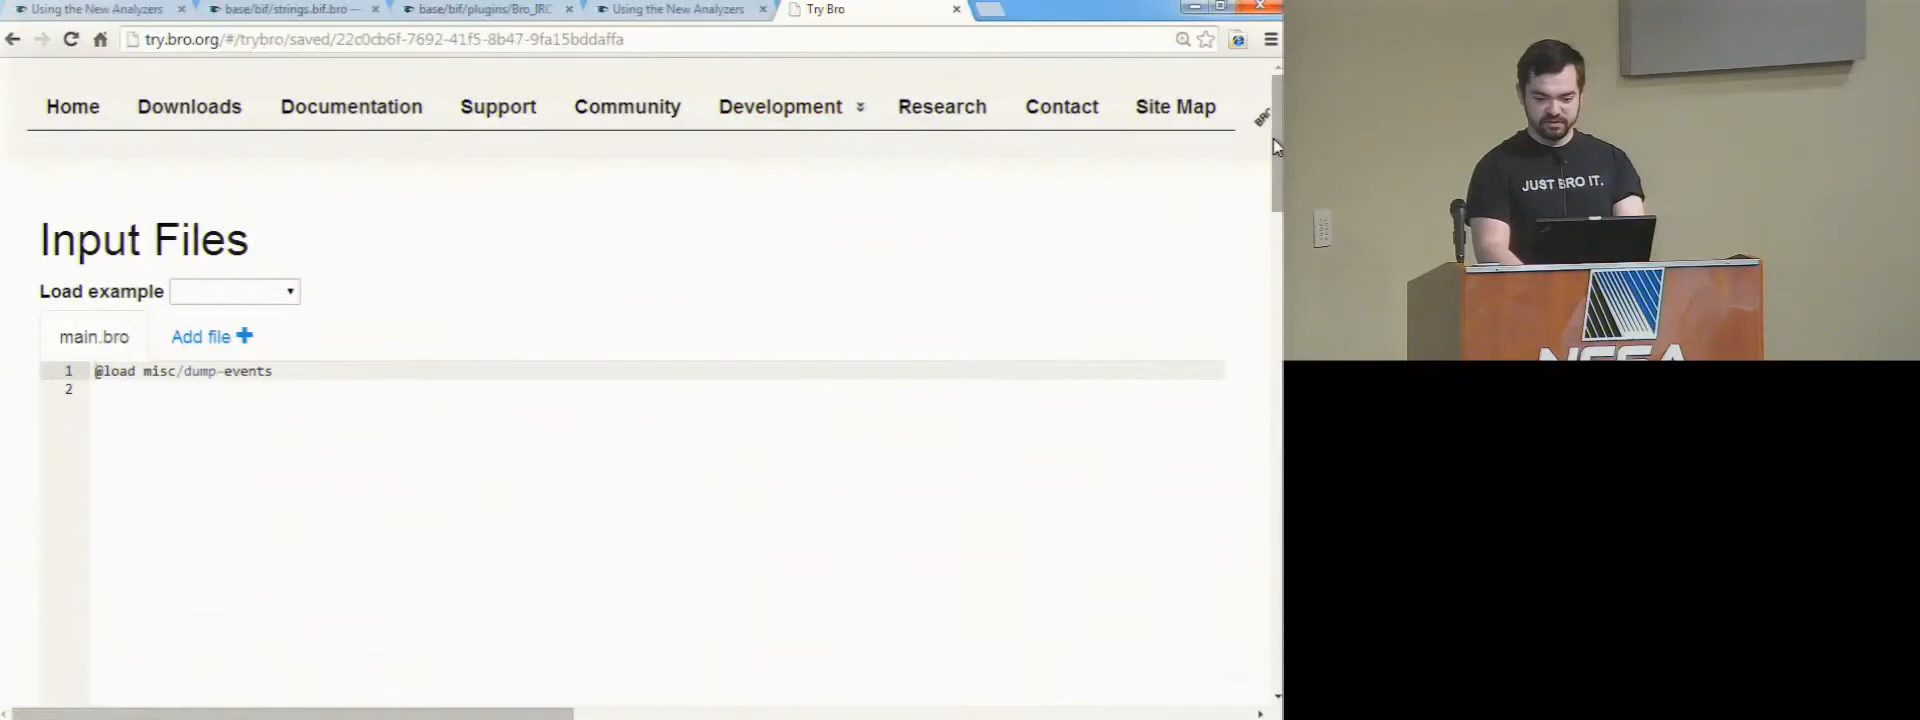 Using the New Analyzers
base/bif/strings.bif.bro —
base/bif/plugins/Bro_IRC
Using the New Analyzers
Try Bro
try.bro.org/#/trybro/saved/22c0cb6f-7692-41f5-8b47-9fa15bddaffa
Home Downloads Documentation Support Community Development Research Contact Site Map
Input Files
Load example
main.bro Add file
1 @load misc/dump-events
2
JUST BRO IT.
NCSA